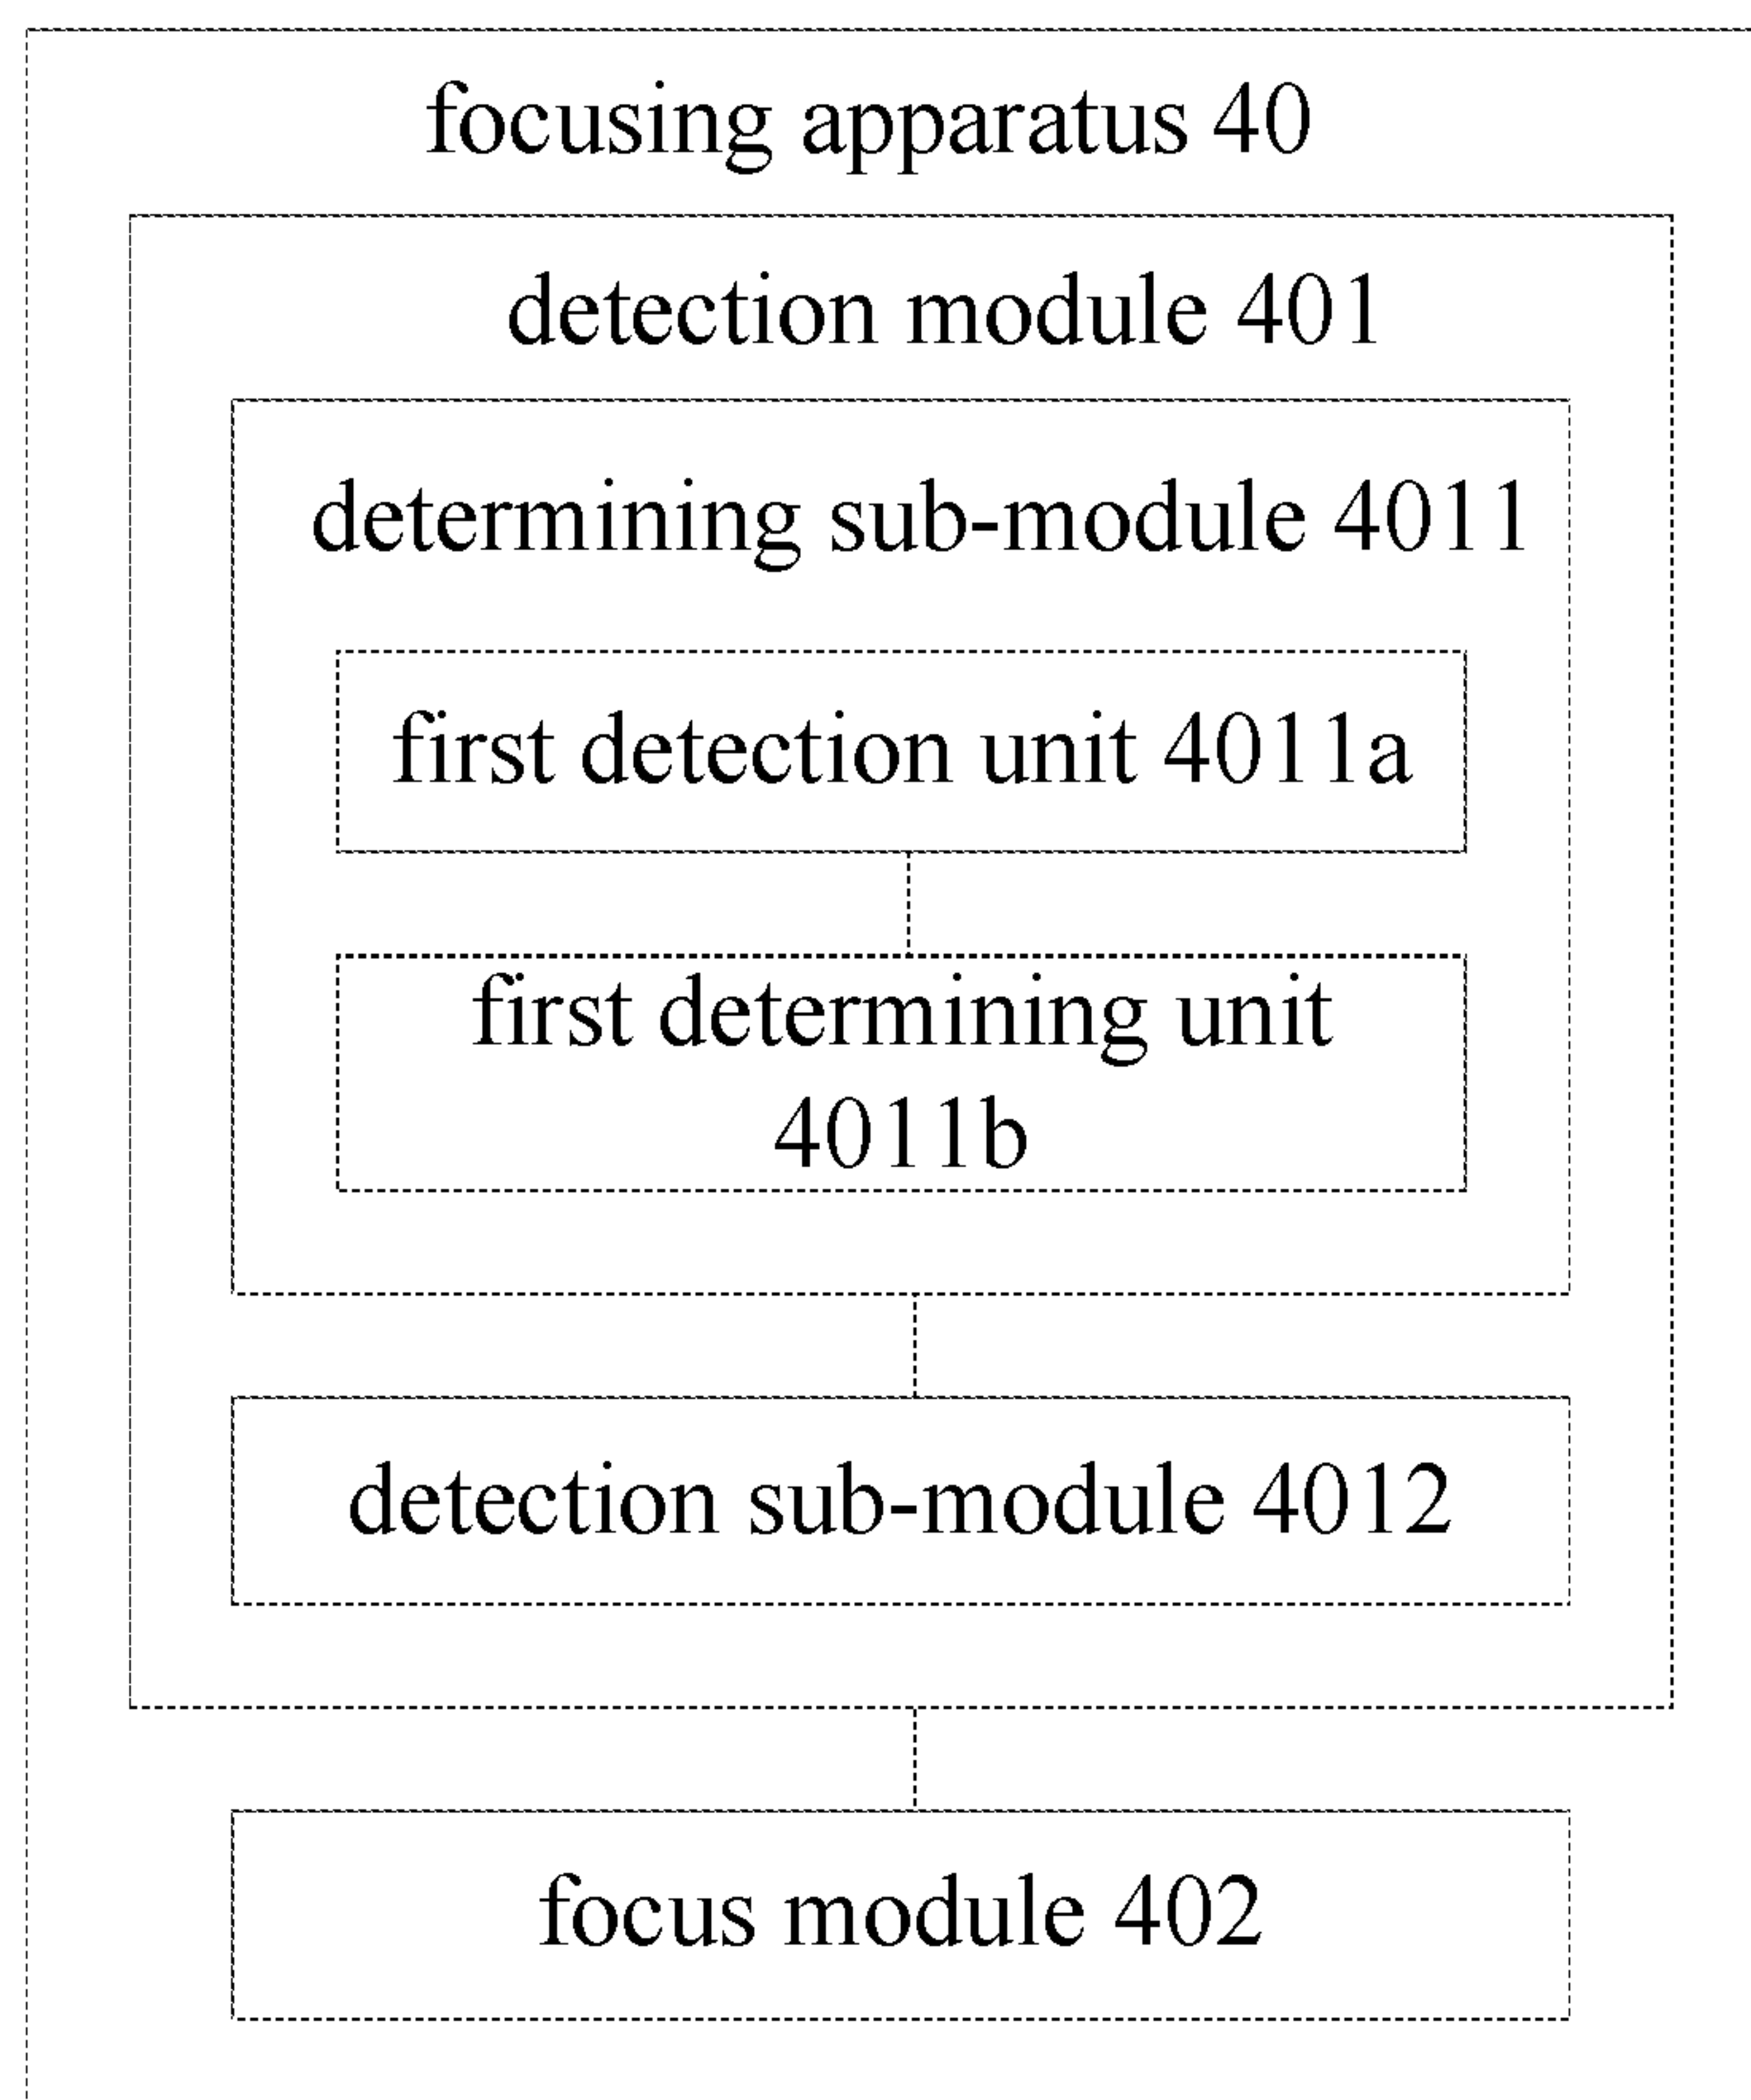 focusing apparatus 40
detection module 401
determining sub-module 4011
first detection unit 4011a
first determining unit
4011b
detection sub-module 4012
focus module 402